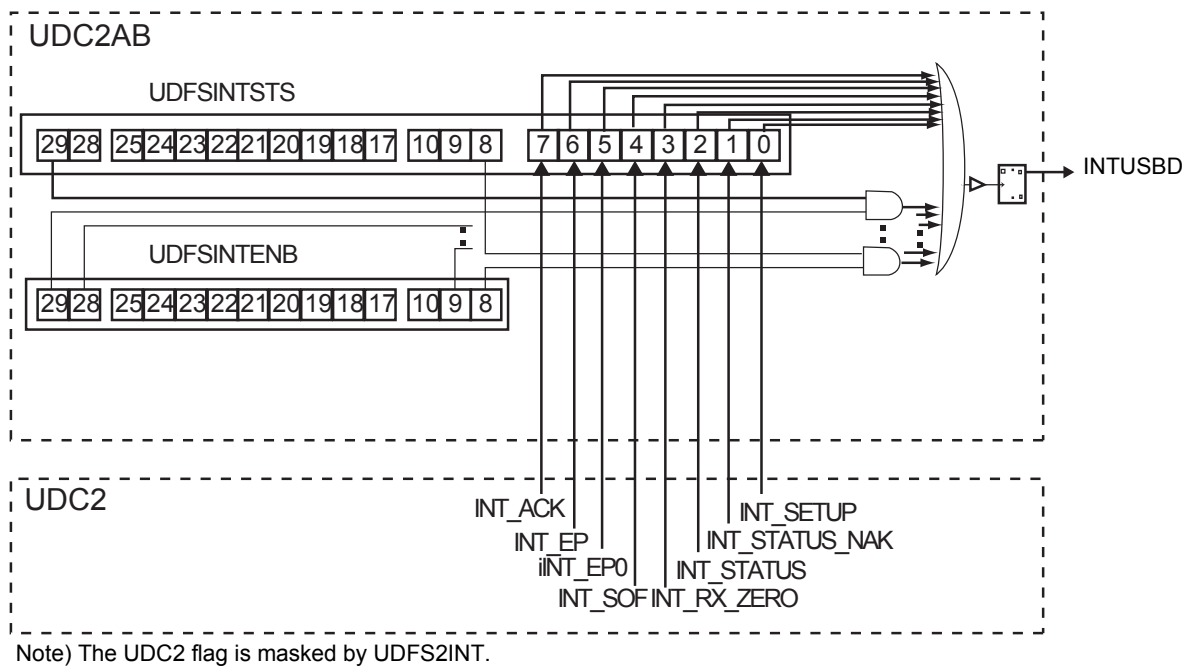 UDC2AB
UDFSINTSTS
29 28 25 24 23 22 21 20 19 18 17 10 9 8 7 6 5 4 3 2 1 0
INTUSBD
UDFSINTENB
29 28 25 24 23 22 21 20 19 18 17 10 9 8
UDC2
INT_ACK INT_SETUP
INT_EP INT_STATUS_NAK
iINT_EP0 INT_STATUS
INT_SOF INT_RX_ZERO
Note) The UDC2 flag is masked by UDFS2INT.